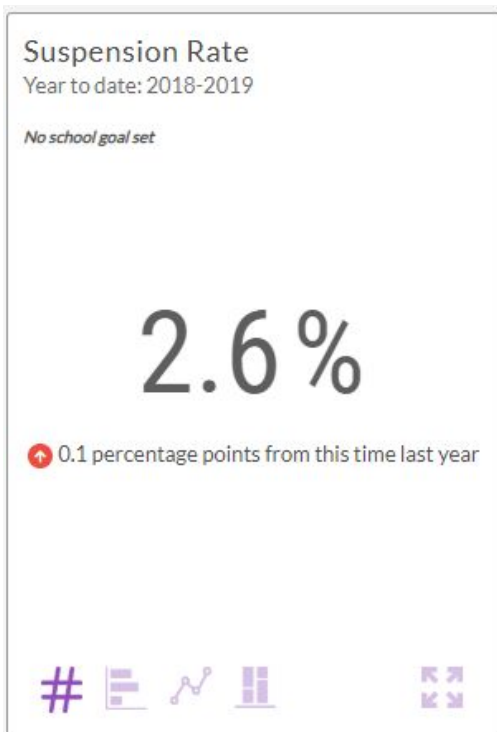 Suspension Rate
Year to date: 2018-2019
No school goal set
2.6%
0.1 percentage points from this time last year
#